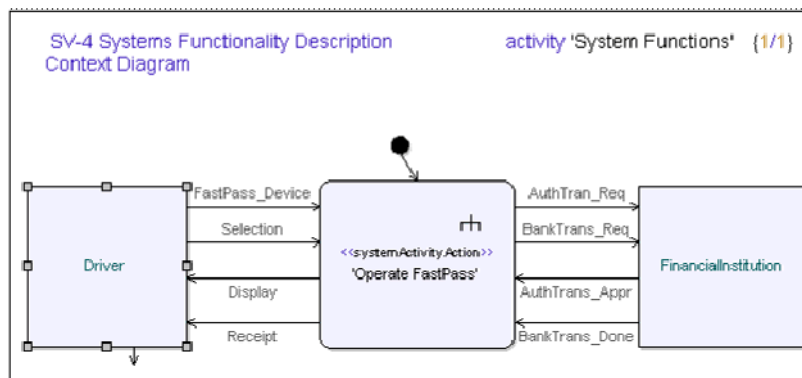 SV-4 Systems Functionality Description
Context Diagram
activity 'System Functions' {1/1}
FastPass_Device
AuthTran_Req
Selection
BankTrans_Req
<<systemActivity.Action>>
'Operate FastPass'
Driver
FinancialInstitution
Display
AuthTrans_Appr
Receipt
BankTrans_Done